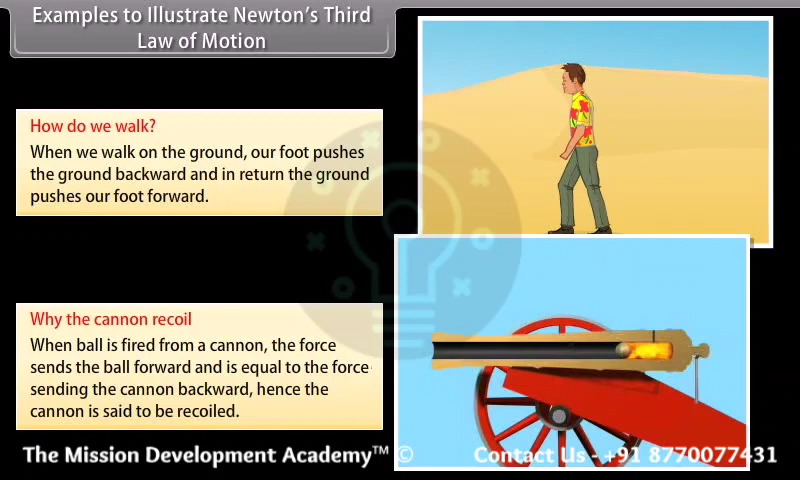 Examples to Illustrate Newton's Third
Law of Motion
How do we walk?
When we walk on the ground, our foot pushes
the ground backward and in return the ground
pushes our foot forward.
Why the cannon recoil
When ball is fired from a cannon, the force
sends the ball forward and is equal to the force
sending the cannon backward, hence the
cannon is said to be recoiled.
The Mission Development Academy™ ©
Contact Us - +91 8770077431